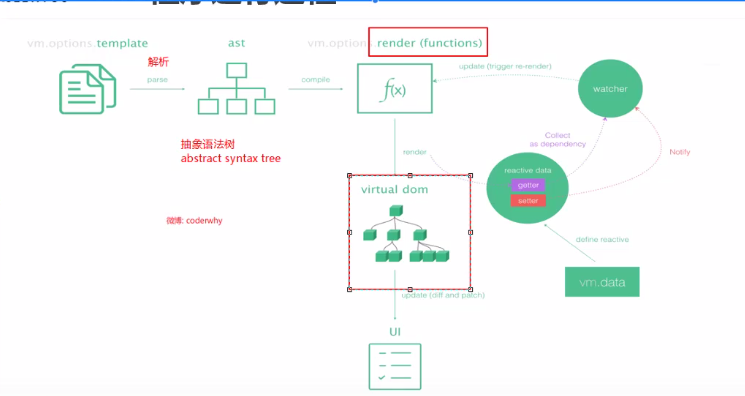 vm.options.template
ast
vm.options.render (functions)
解析
parse
compile
update (trigger re-render)
watcher
f(x)
抽象语法树
abstract syntax tree
Collect
as dependency
Notify
render
reactive data
getter
setter
virtual dom
微博: coderwhy
define reactive
vm.data
update (diff and patch)
UI